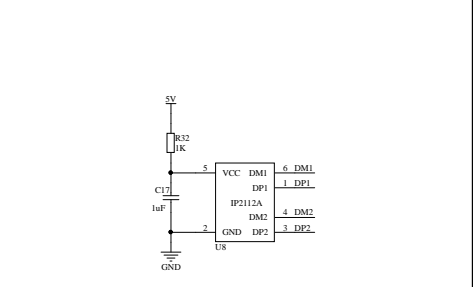 5V
R32
1K
5 VCC DM1 6 DM1
DP1 1 DP1
C17
1uF
IP2112A
DM2 4 DM2
2 GND DP2 3 DP2
U8
GND